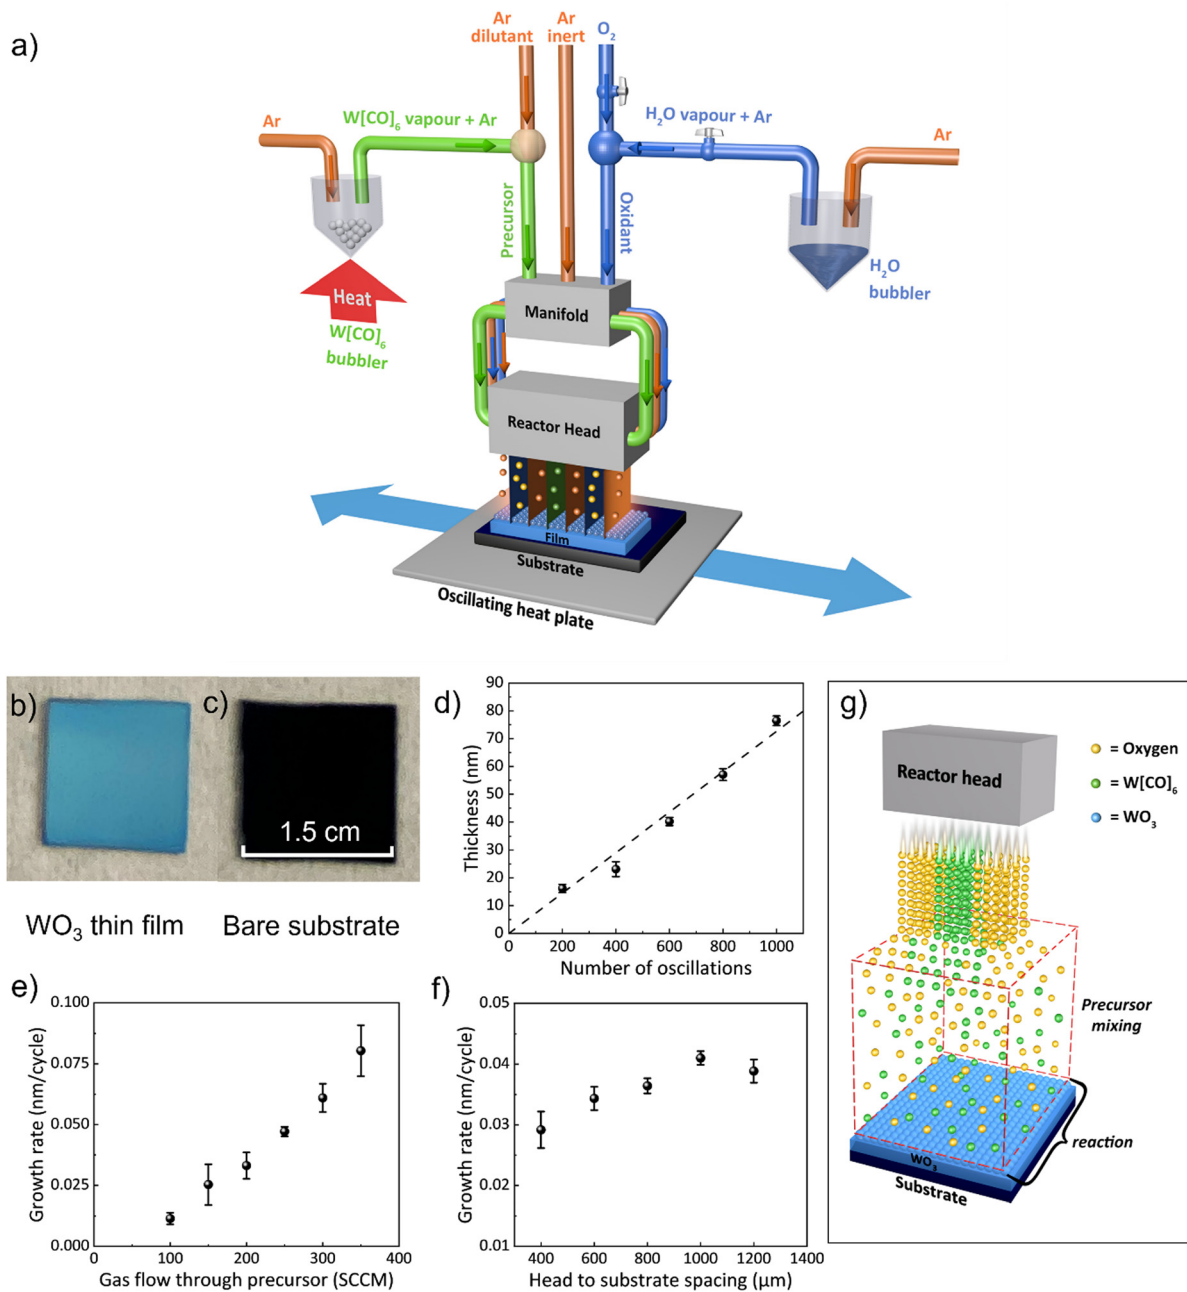 a)
Ar
dilutant
Ar
inert
O₂
Ar
W[CO]₆ vapour + Ar
H₂O vapour + Ar
Ar
Precursor
Oxidant
Heat
W[CO]₆
bubbler
H₂O
bubbler
Manifold
Reactor Head
Film
Substrate
Oscillating heat plate
b)
c)
1.5 cm
WO₃ thin film
Bare substrate
d)
Thickness (nm)
90
80
70
60
50
40
30
20
10
0
0
200
400
600
800
1000
Number of oscillations
e)
Growth rate (nm/cycle)
0.100
0.075
0.050
0.025
0.000
0
100
200
300
400
Gas flow through precursor (SCCM)
f)
Growth rate (nm/cycle)
0.05
0.04
0.03
0.02
0.01
400
600
800
1000
1200
1400
Head to substrate spacing (µm)
g)
Reactor head
= Oxygen
= W[CO]₆
= WO₃
Precursor
mixing
reaction
WO₃
Substrate